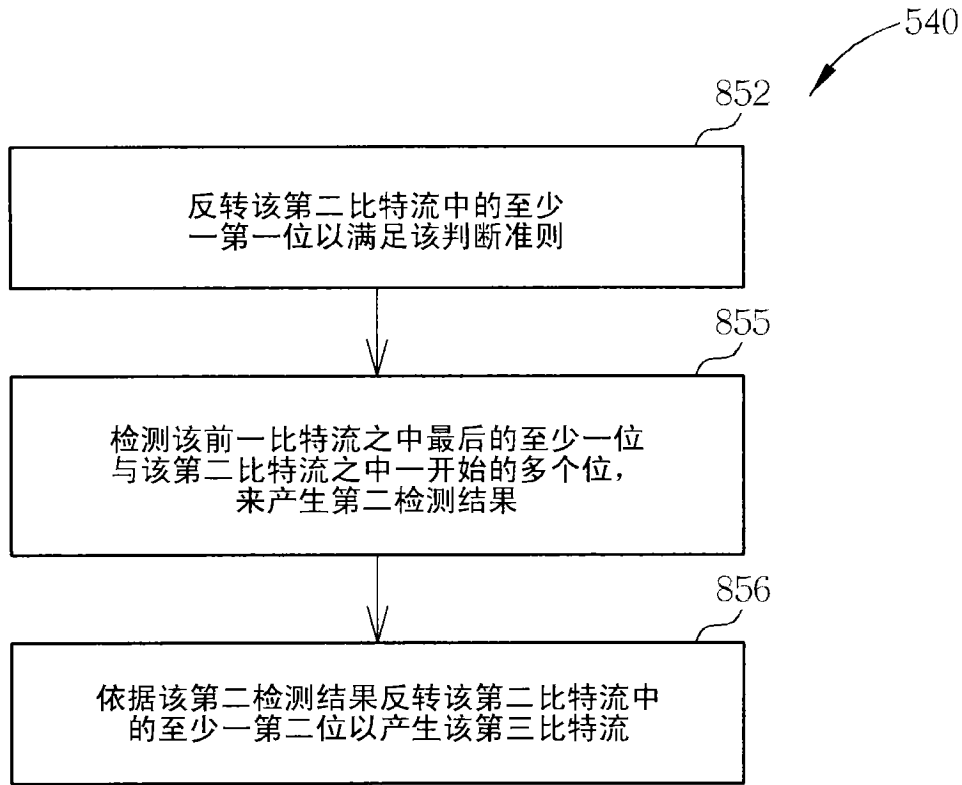 540
852
反转该第二比特流中的至少
一第一位以满足该判断准则
855
检测该前一比特流之中最后的至少一位
与该第二比特流之中一开始的多个位，
来产生第二检测结果
856
依据该第二检测结果反转该第二比特流中
的至少一第二位以产生该第三比特流